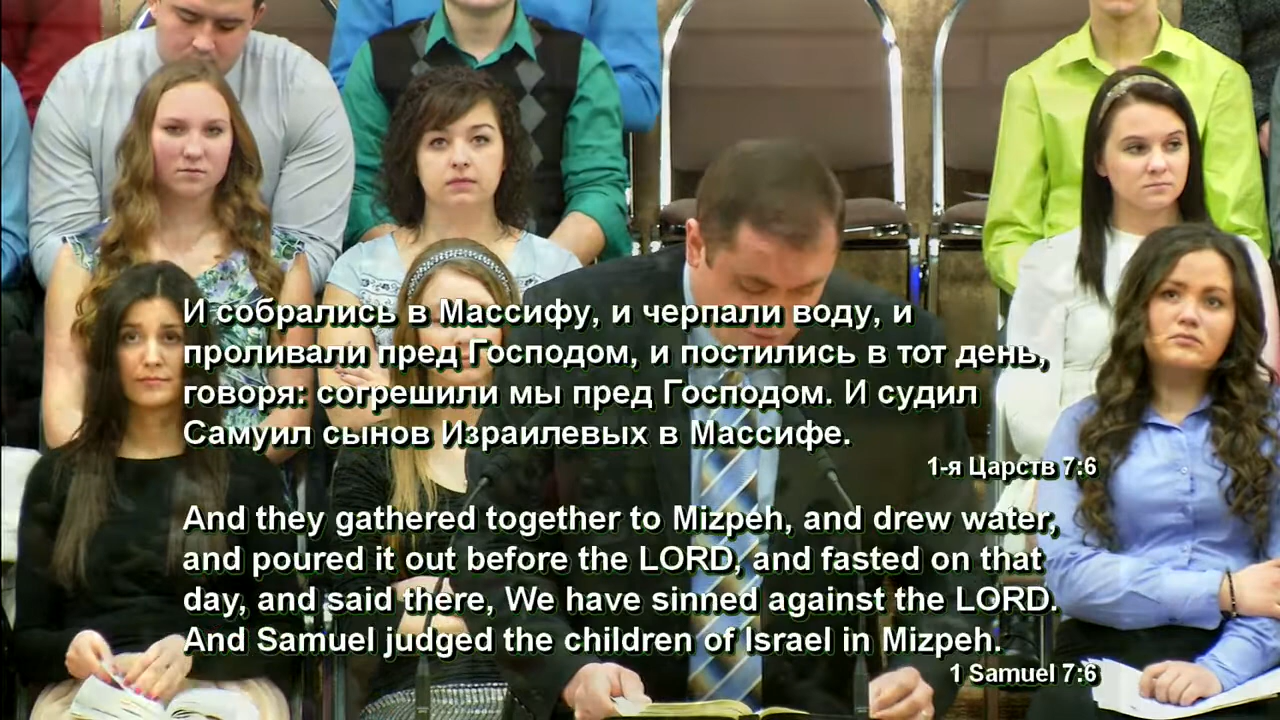 И собрались в Массифу, и черпали воду, и
проливали пред Господом, и постились в тот день,
говоря: согрешили мы пред Господом. И судил
Самуил сынов Израилевых в Массифе.
1-я Царств 7:6
And they gathered together to Mizpeh, and drew water,
and poured it out before the LORD, and fasted on that
day, and said there, We have sinned against the LORD.
And Samuel judged the children of Israel in Mizpeh.
1 Samuel 7:6